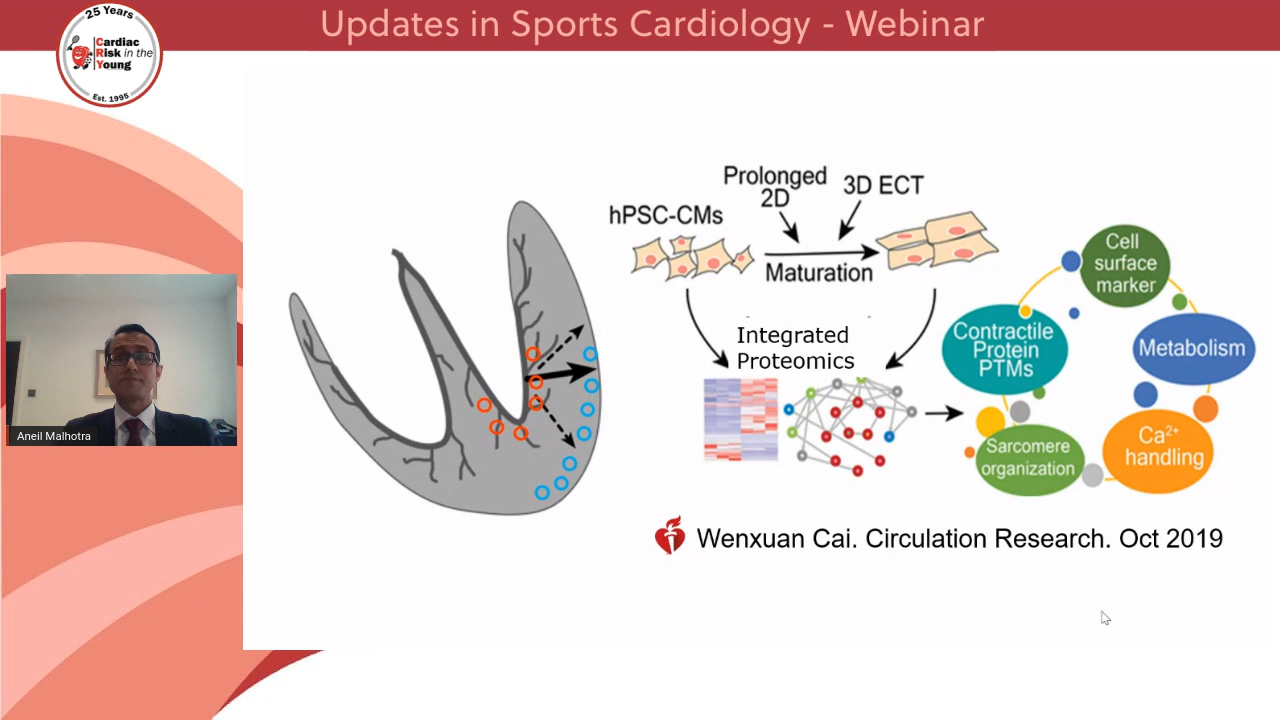 Updates in Sports Cardiology - Webinar
25 Years
Cardiac
Risk in the
Young
Est. 1995
Aneil Malhotra
Prolonged
2D
3D ECT
hPSC-CMs
Maturation
Integrated
Proteomics
Cell
surface
marker
Contractile
Protein
PTMs
Metabolism
Sarcomere
organization
Ca²⁺
handling
Wenxuan Cai. Circulation Research. Oct 2019